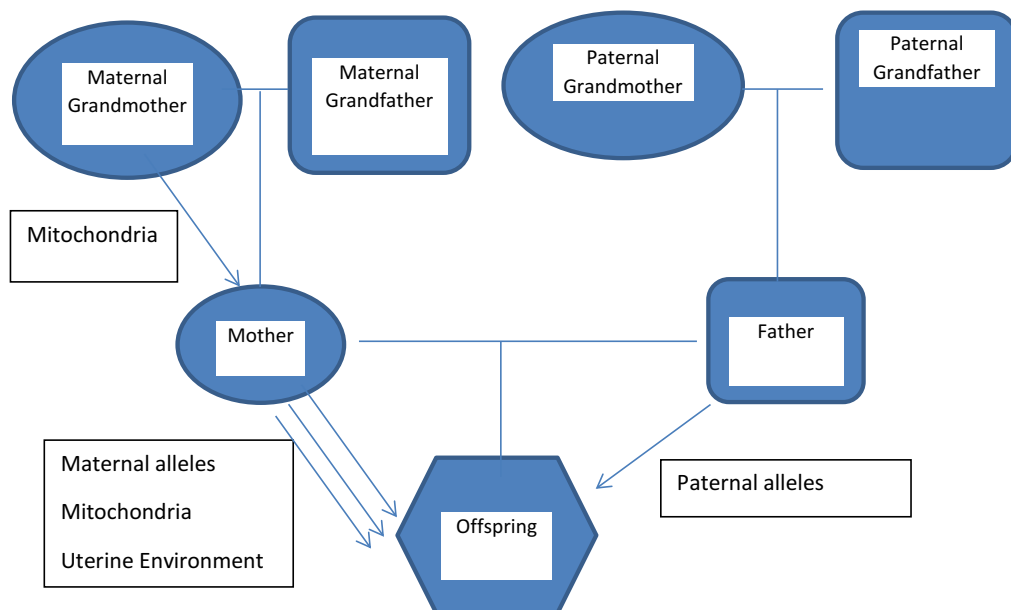 Maternal
Grandmother
Maternal
Grandfather
Paternal
Grandmother
Paternal
Grandfather
Mitochondria
Mother
Father
Maternal alleles
Mitochondria
Uterine Environment
Paternal alleles
Offspring